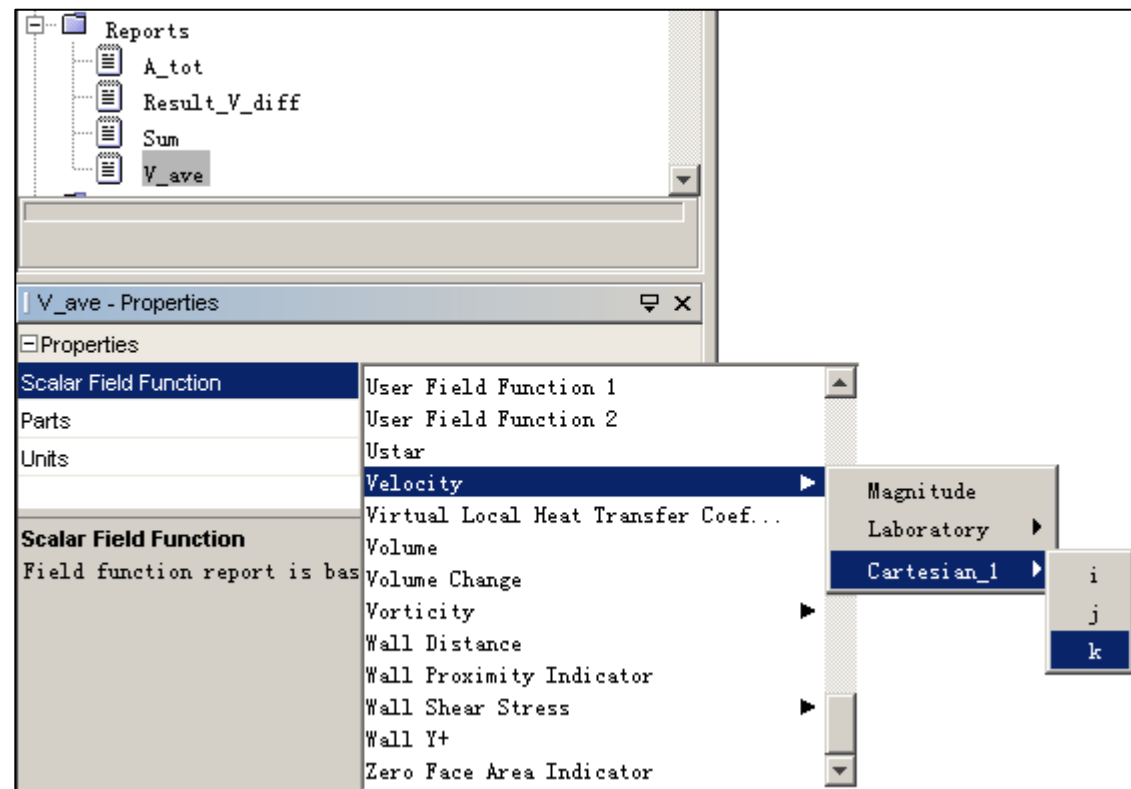 Reports
A_tot
Result_V_diff
Sum
V_ave
V_ave - Properties
Properties
Scalar Field Function
Parts
Units
Scalar Field Function
Field function report is bas
User Field Function 1
User Field Function 2
Ustar
Velocity
Virtual Local Heat Transfer Coef...
Volume
Volume Change
Vorticity
Wall Distance
Wall Proximity Indicator
Wall Shear Stress
Wall Y+
Zero Face Area Indicator
Magnitude
Laboratory
Cartesian_1
i
j
k